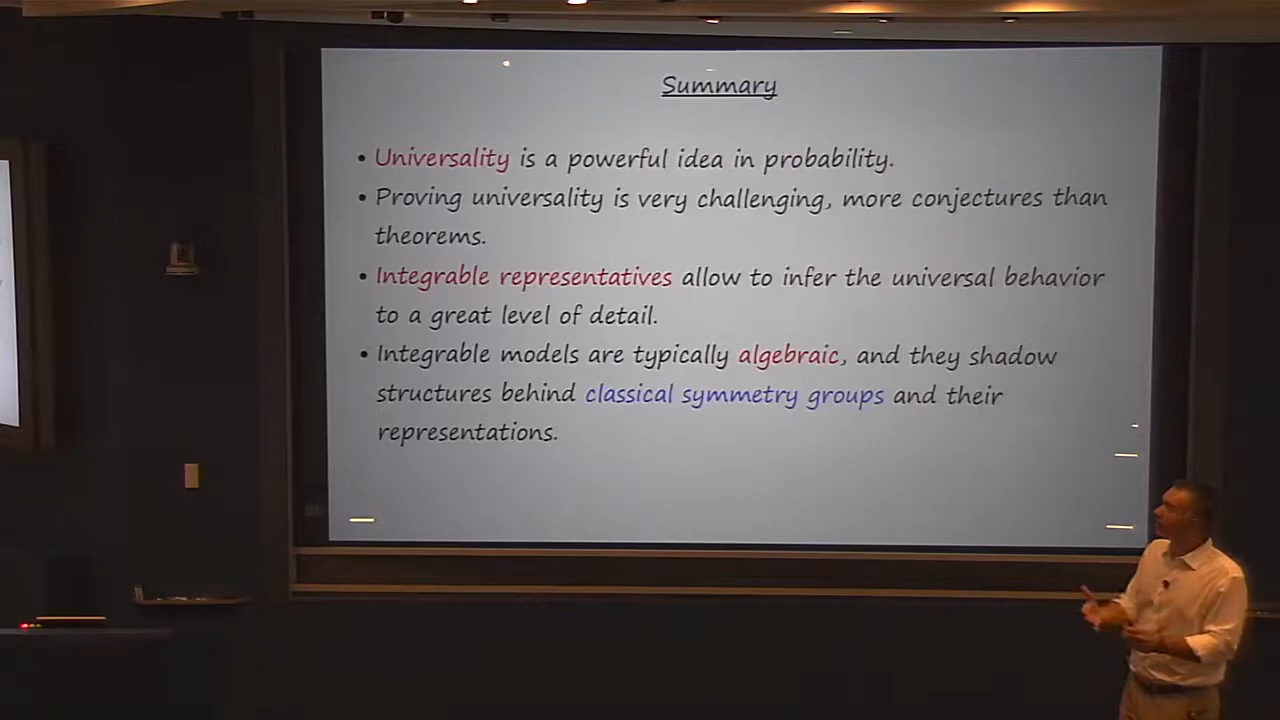 Summary
• Universality is a powerful idea in probability.
• Proving universality is very challenging, more conjectures than
theorems.
• Integrable representatives allow to infer the universal behavior
to a great level of detail.
• Integrable models are typically algebraic, and they shadow
structures behind classical symmetry groups and their
representations.